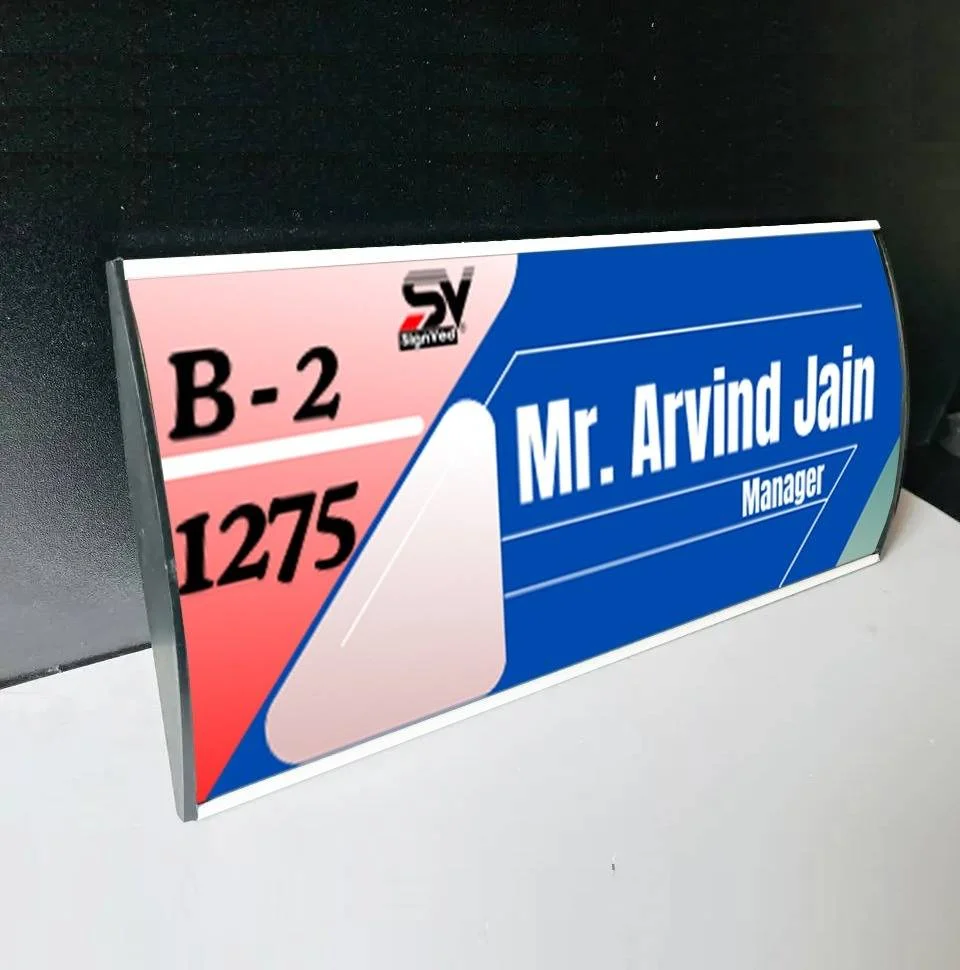 B - 2
1275
SV
SignVed®
Mr. Arvind Jain
Manager